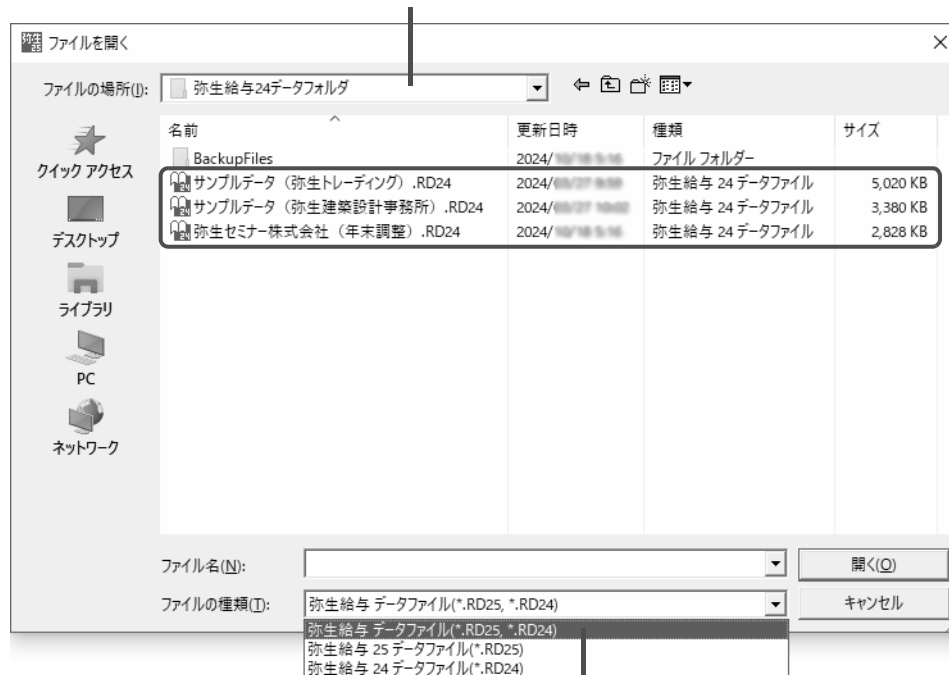 弥生 25 ファイルを開く
ファイルの場所(I): 弥生給与24データフォルダ
名前 更新日時 種類 サイズ
BackupFiles 2024/ ファイル フォルダー
サンプルデータ（弥生トレーディング）.RD24 2024/ 弥生給与 24 データファイル 5,020 KB
サンプルデータ（弥生建築設計事務所）.RD24 2024/ 弥生給与 24 データファイル 3,380 KB
弥生セミナー株式会社（年末調整）.RD24 2024/ 弥生給与 24 データファイル 2,828 KB
クイック アクセス
デスクトップ
ライブラリ
PC
ネットワーク
ファイル名(N): 開く(O)
ファイルの種類(T): 弥生給与 データファイル(*.RD25, *.RD24) キャンセル
弥生給与 データファイル(*.RD25, *.RD24)
弥生給与 25 データファイル(*.RD25)
弥生給与 24 データファイル(*.RD24)